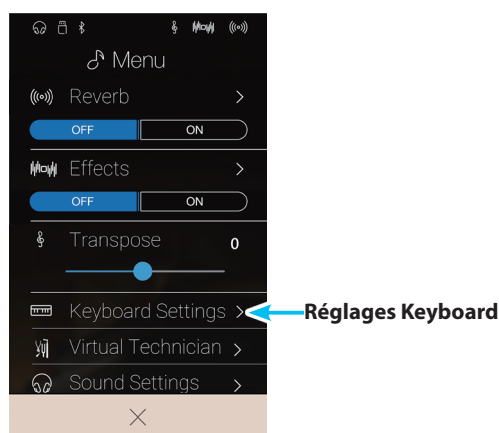 Menu
Reverb
OFF ON
Effects
OFF ON
Transpose 0
Keyboard Settings Réglages Keyboard
Virtual Technician
Sound Settings